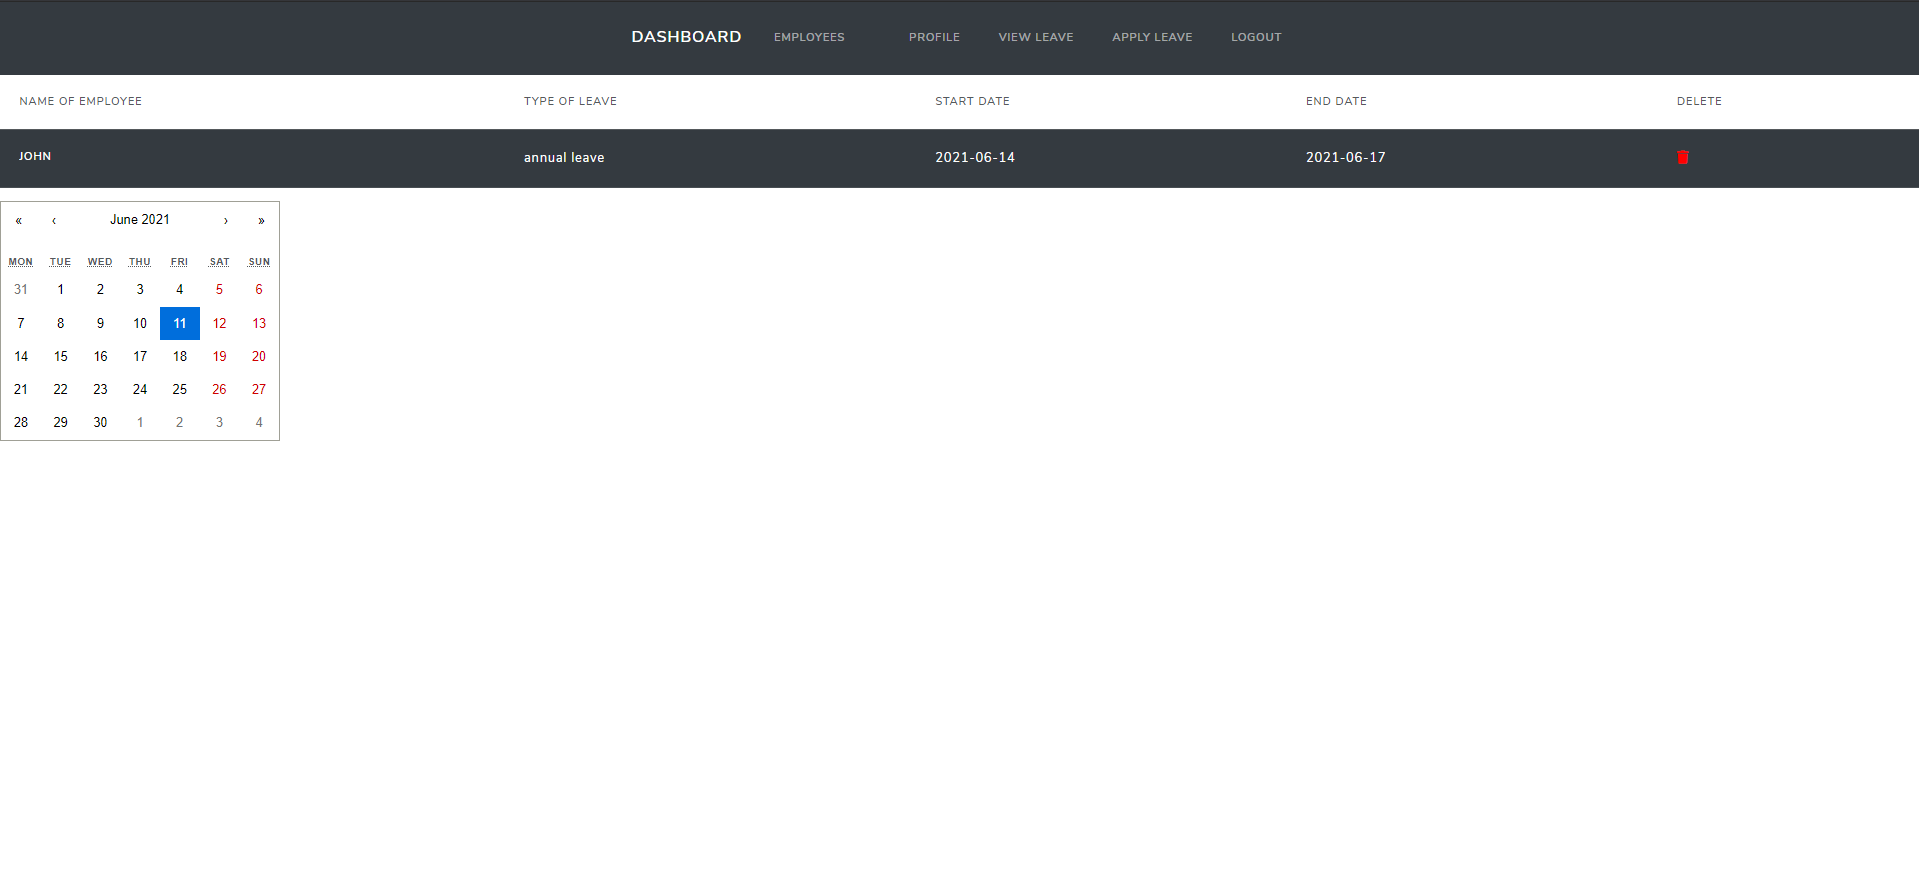 DASHBOARD EMPLOYEES PROFILE VIEW LEAVE APPLY LEAVE LOGOUT
NAME OF EMPLOYEE TYPE OF LEAVE START DATE END DATE DELETE
JOHN annual leave 2021-06-14 2021-06-17
« ‹ June 2021 › »
MON TUE WED THU FRI SAT SUN
31 1 2 3 4 5 6
7 8 9 10 11 12 13
14 15 16 17 18 19 20
21 22 23 24 25 26 27
28 29 30 1 2 3 4